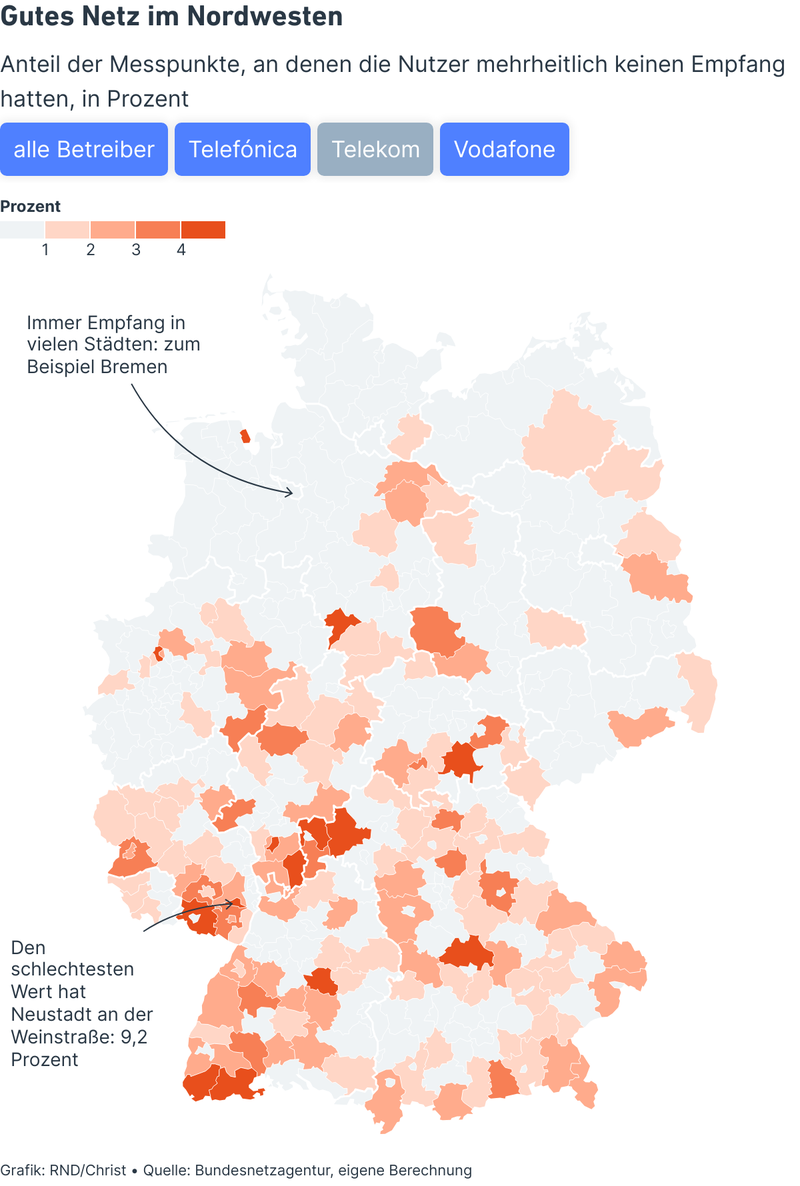 Gutes Netz im Nordwesten
Anteil der Messpunkte, an denen die Nutzer mehrheitlich keinen Empfang
hatten, in Prozent
alle Betreiber
Telefónica
Telekom
Vodafone
Prozent
1
2
3
4
Immer Empfang in
vielen Städten: zum
Beispiel Bremen
Den
schlechtesten
Wert hat
Neustadt an der
Weinstraße: 9,2
Prozent
Grafik: RND/Christ • Quelle: Bundesnetzagentur, eigene Berechnung